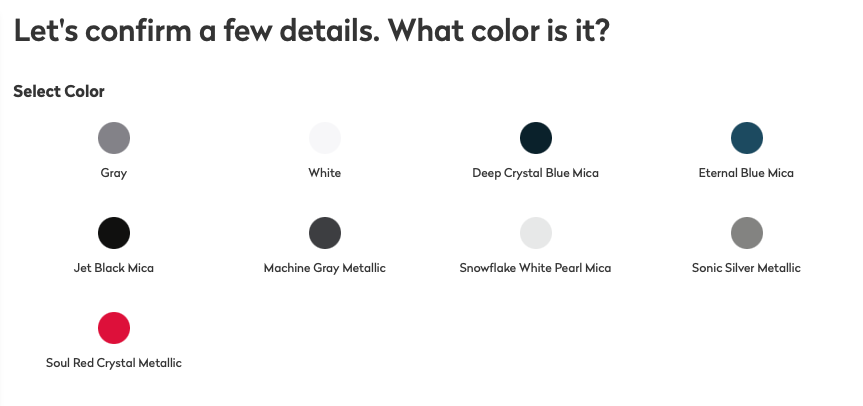 Let's confirm a few details. What color is it?
Select Color
Gray
White
Deep Crystal Blue Mica
Eternal Blue Mica
Jet Black Mica
Machine Gray Metallic
Snowflake White Pearl Mica
Sonic Silver Metallic
Soul Red Crystal Metallic